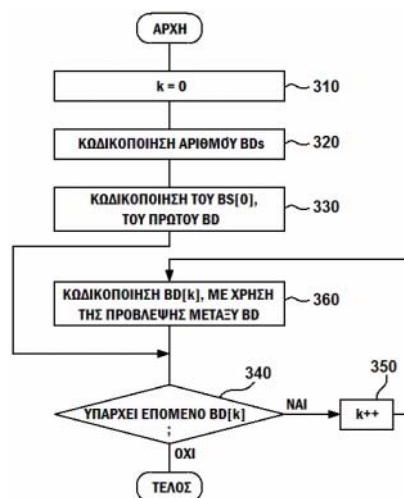 ΑΡΧΗ
k = 0
310
ΚΩΔΙΚΟΠΟΙΗΣΗ ΑΡΙΘΜΟΎ BDs
320
ΚΩΔΙΚΟΠΟΙΗΣΗ ΤΟΥ BS[0],
ΤΟΥ ΠΡΩΤΟΥ BD
330
ΚΩΔΙΚΟΠΟΙΗΣΗ BD[k], ΜΕ ΧΡΗΣΗ
ΤΗΣ ΠΡΟΒΛΕΨΗΣ ΜΕΤΑΞΥ BD
360
340
350
ΥΠΑΡΧΕΙ ΕΠΟΜΕΝΟ BD[k]
;
ΝΑΙ
k++
ΟΧΙ
ΤΕΛΟΣ